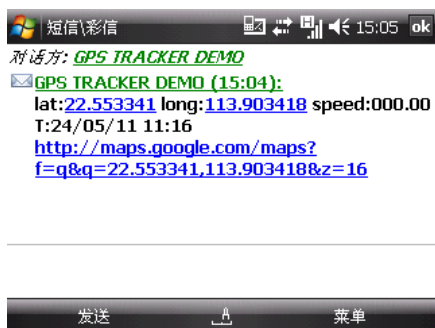 短信\彩信 15:05 ok
对话方: GPS TRACKER DEMO
GPS TRACKER DEMO (15:04):
lat:22.553341 long:113.903418 speed:000.00
T:24/05/11 11:16
http://maps.google.com/maps?
f=q&q=22.553341,113.903418&z=16
发送 A 菜单